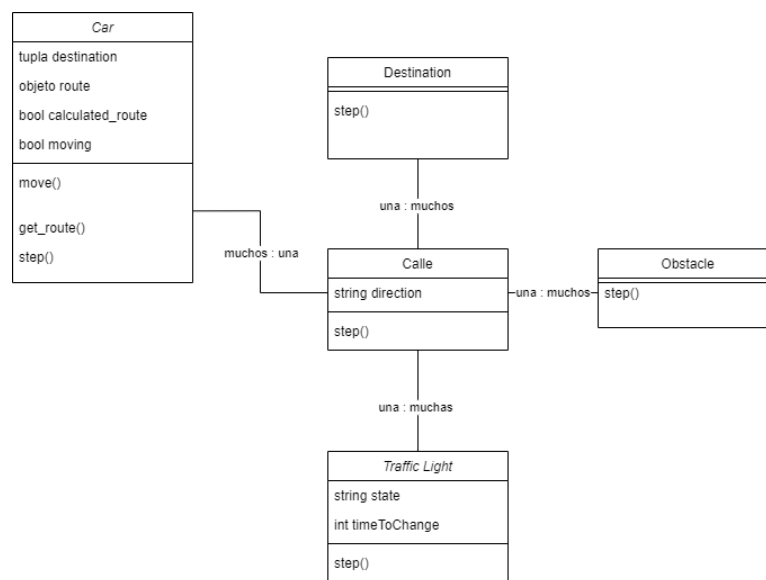 Car
tupla destination
objeto route
bool calculated_route
bool moving
move()
get_route()
step()
muchos : una
Destination
step()
una : muchos
Calle
string direction
step()
una : muchos
Obstacle
step()
una : muchas
Traffic Light
string state
int timeToChange
step()